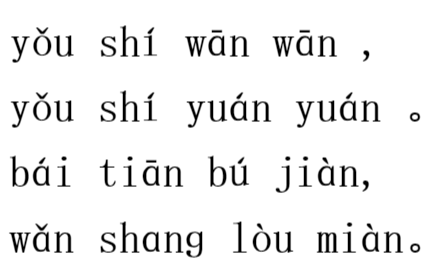 yǒu shí wān wān ,
yǒu shí yuán yuán 。
bái tiān bú jiàn,
wǎn shang lòu miàn。